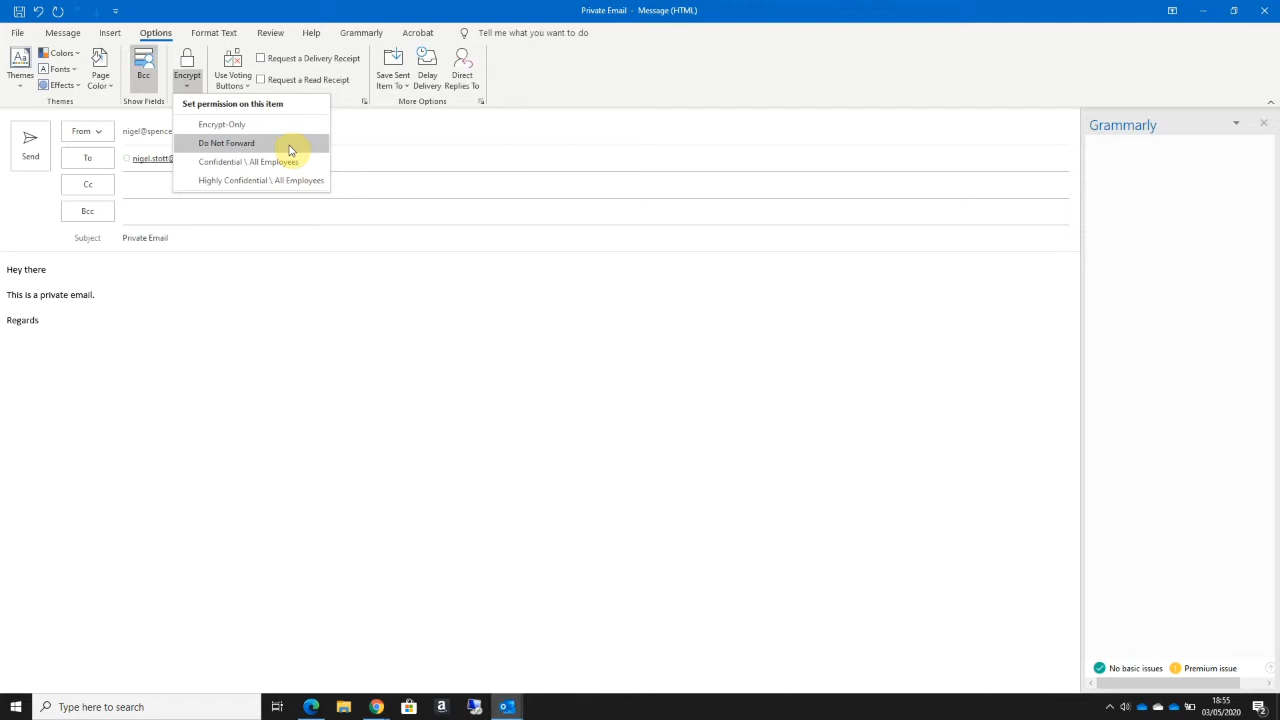 Private Email - Message (HTML)
File Message Insert Options Format Text Review Help Grammarly Acrobat Tell me what you want to do
Themes
Colors
Fonts
Effects
Page Color
Themes
Bcc
Show Fields
Encrypt
Use Voting Buttons
Request a Delivery Receipt
Request a Read Receipt
Save Sent Item To
Delay Delivery
Direct Replies To
More Options
Set permission on this item
Encrypt-Only
Do Not Forward
Confidential \ All Employees
Highly Confidential \ All Employees
Send
From nigel@spence
To nigel.stott@
Cc
Bcc
Subject Private Email
Hey there
This is a private email.
Regards
Grammarly
No basic issues Premium issue
Type here to search
18:55
03/05/2020
2